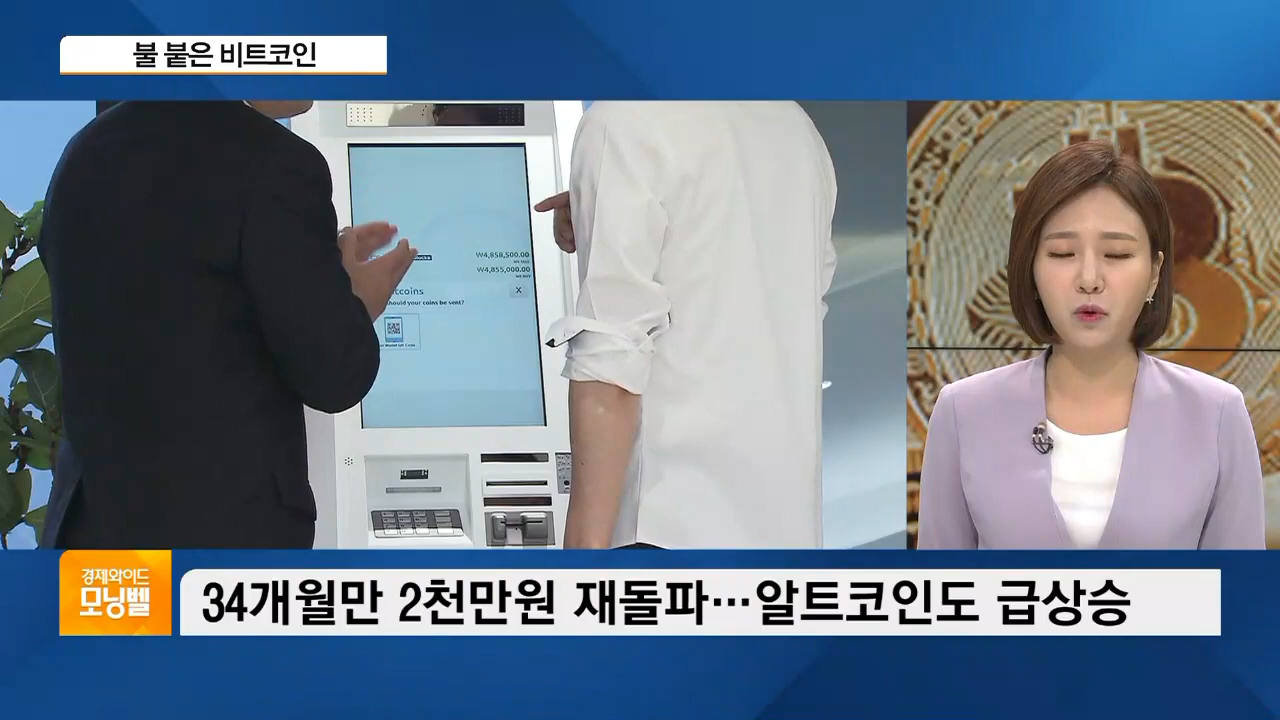 불 붙은 비트코인
₩4,858,500.00
₩4,855,000.00
should your coins be sent?
X
경제와이드
모닝벨
34개월만 2천만원 재돌파…알트코인도 급상승